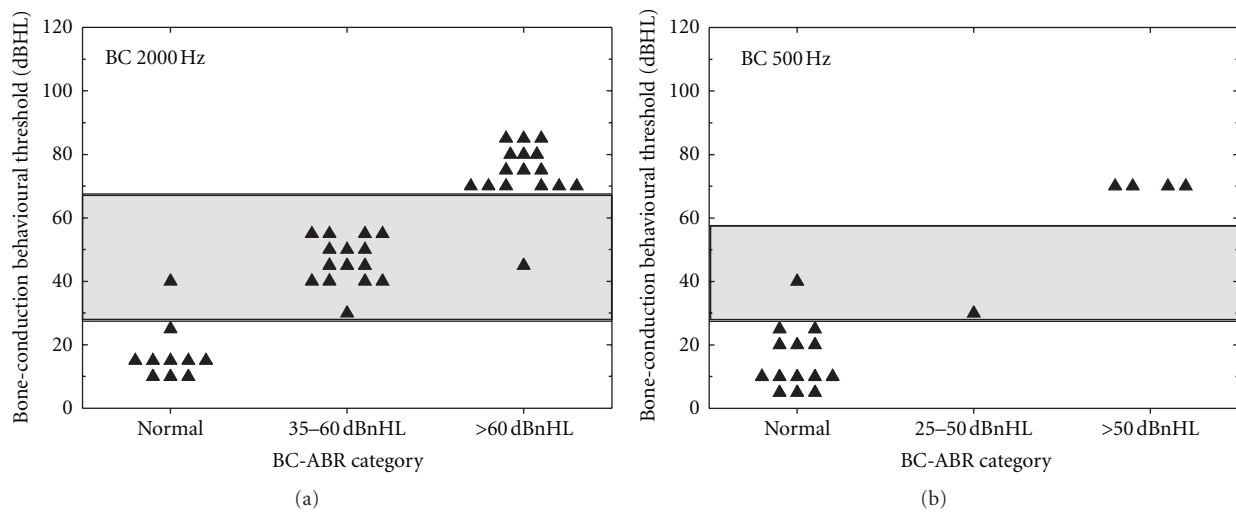 Bone-conduction behavioural threshold (dBHL)
120
100
80
60
40
20
0
BC 2000 Hz
Normal
35–60 dBnHL
>60 dBnHL
BC-ABR category
(a)
Bone-conduction behavioural threshold (dBHL)
120
100
80
60
40
20
0
BC 500 Hz
Normal
25–50 dBnHL
>50 dBnHL
BC-ABR category
(b)